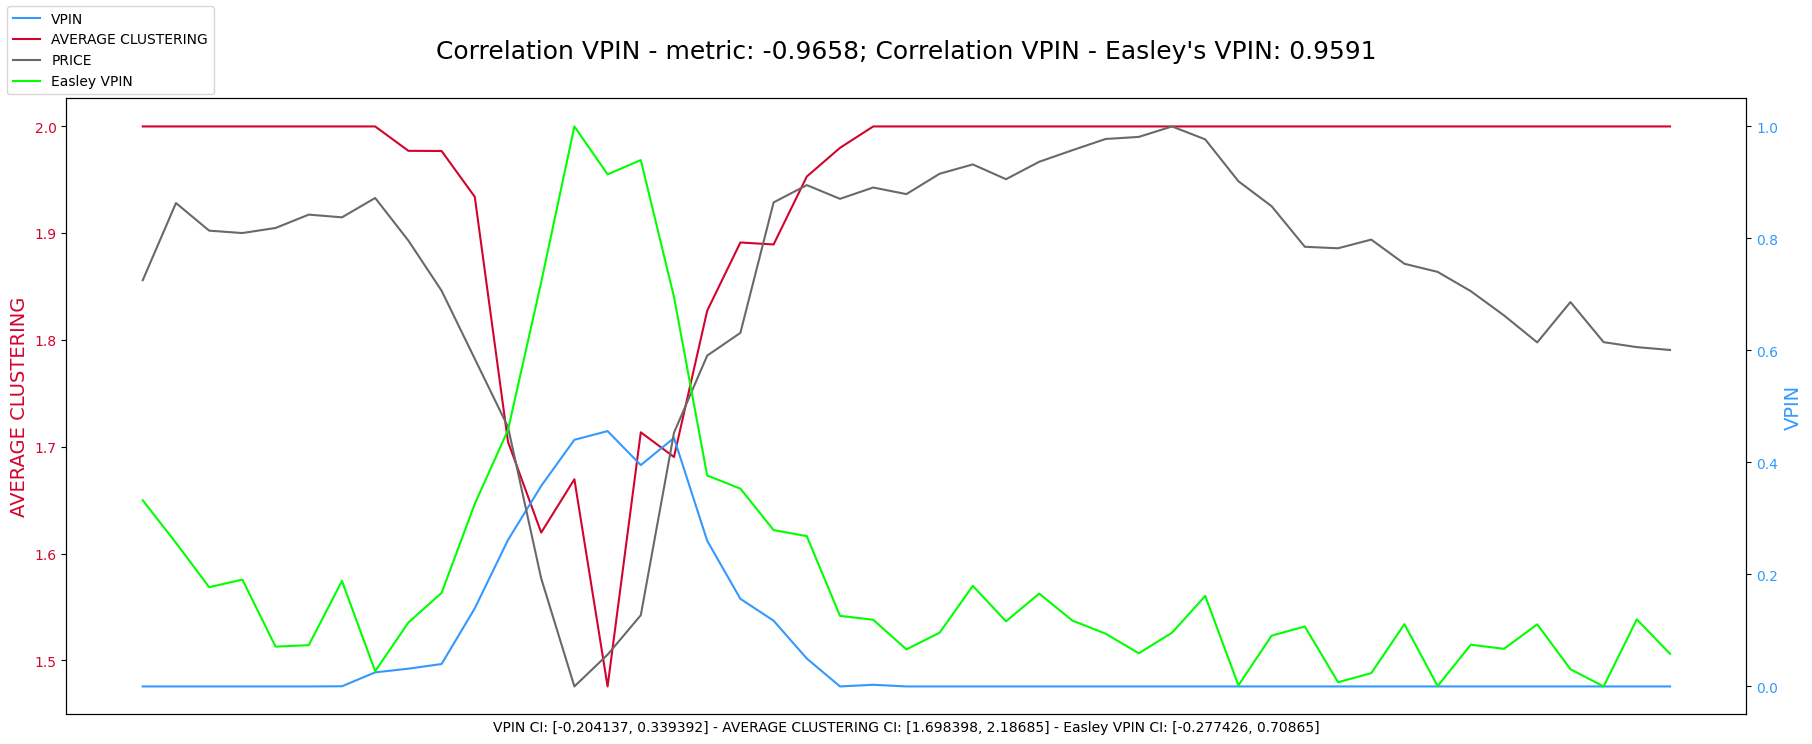 VPIN
AVERAGE CLUSTERING
PRICE
Easley VPIN
Correlation VPIN - metric: -0.9658; Correlation VPIN - Easley's VPIN: 0.9591
AVERAGE CLUSTERING
2.0
1.9
1.8
1.7
1.6
1.5
1.0
0.8
0.6
0.4
0.2
0.0
VPIN
VPIN CI: [-0.204137, 0.339392] - AVERAGE CLUSTERING CI: [1.698398, 2.18685] - Easley VPIN CI: [-0.277426, 0.70865]